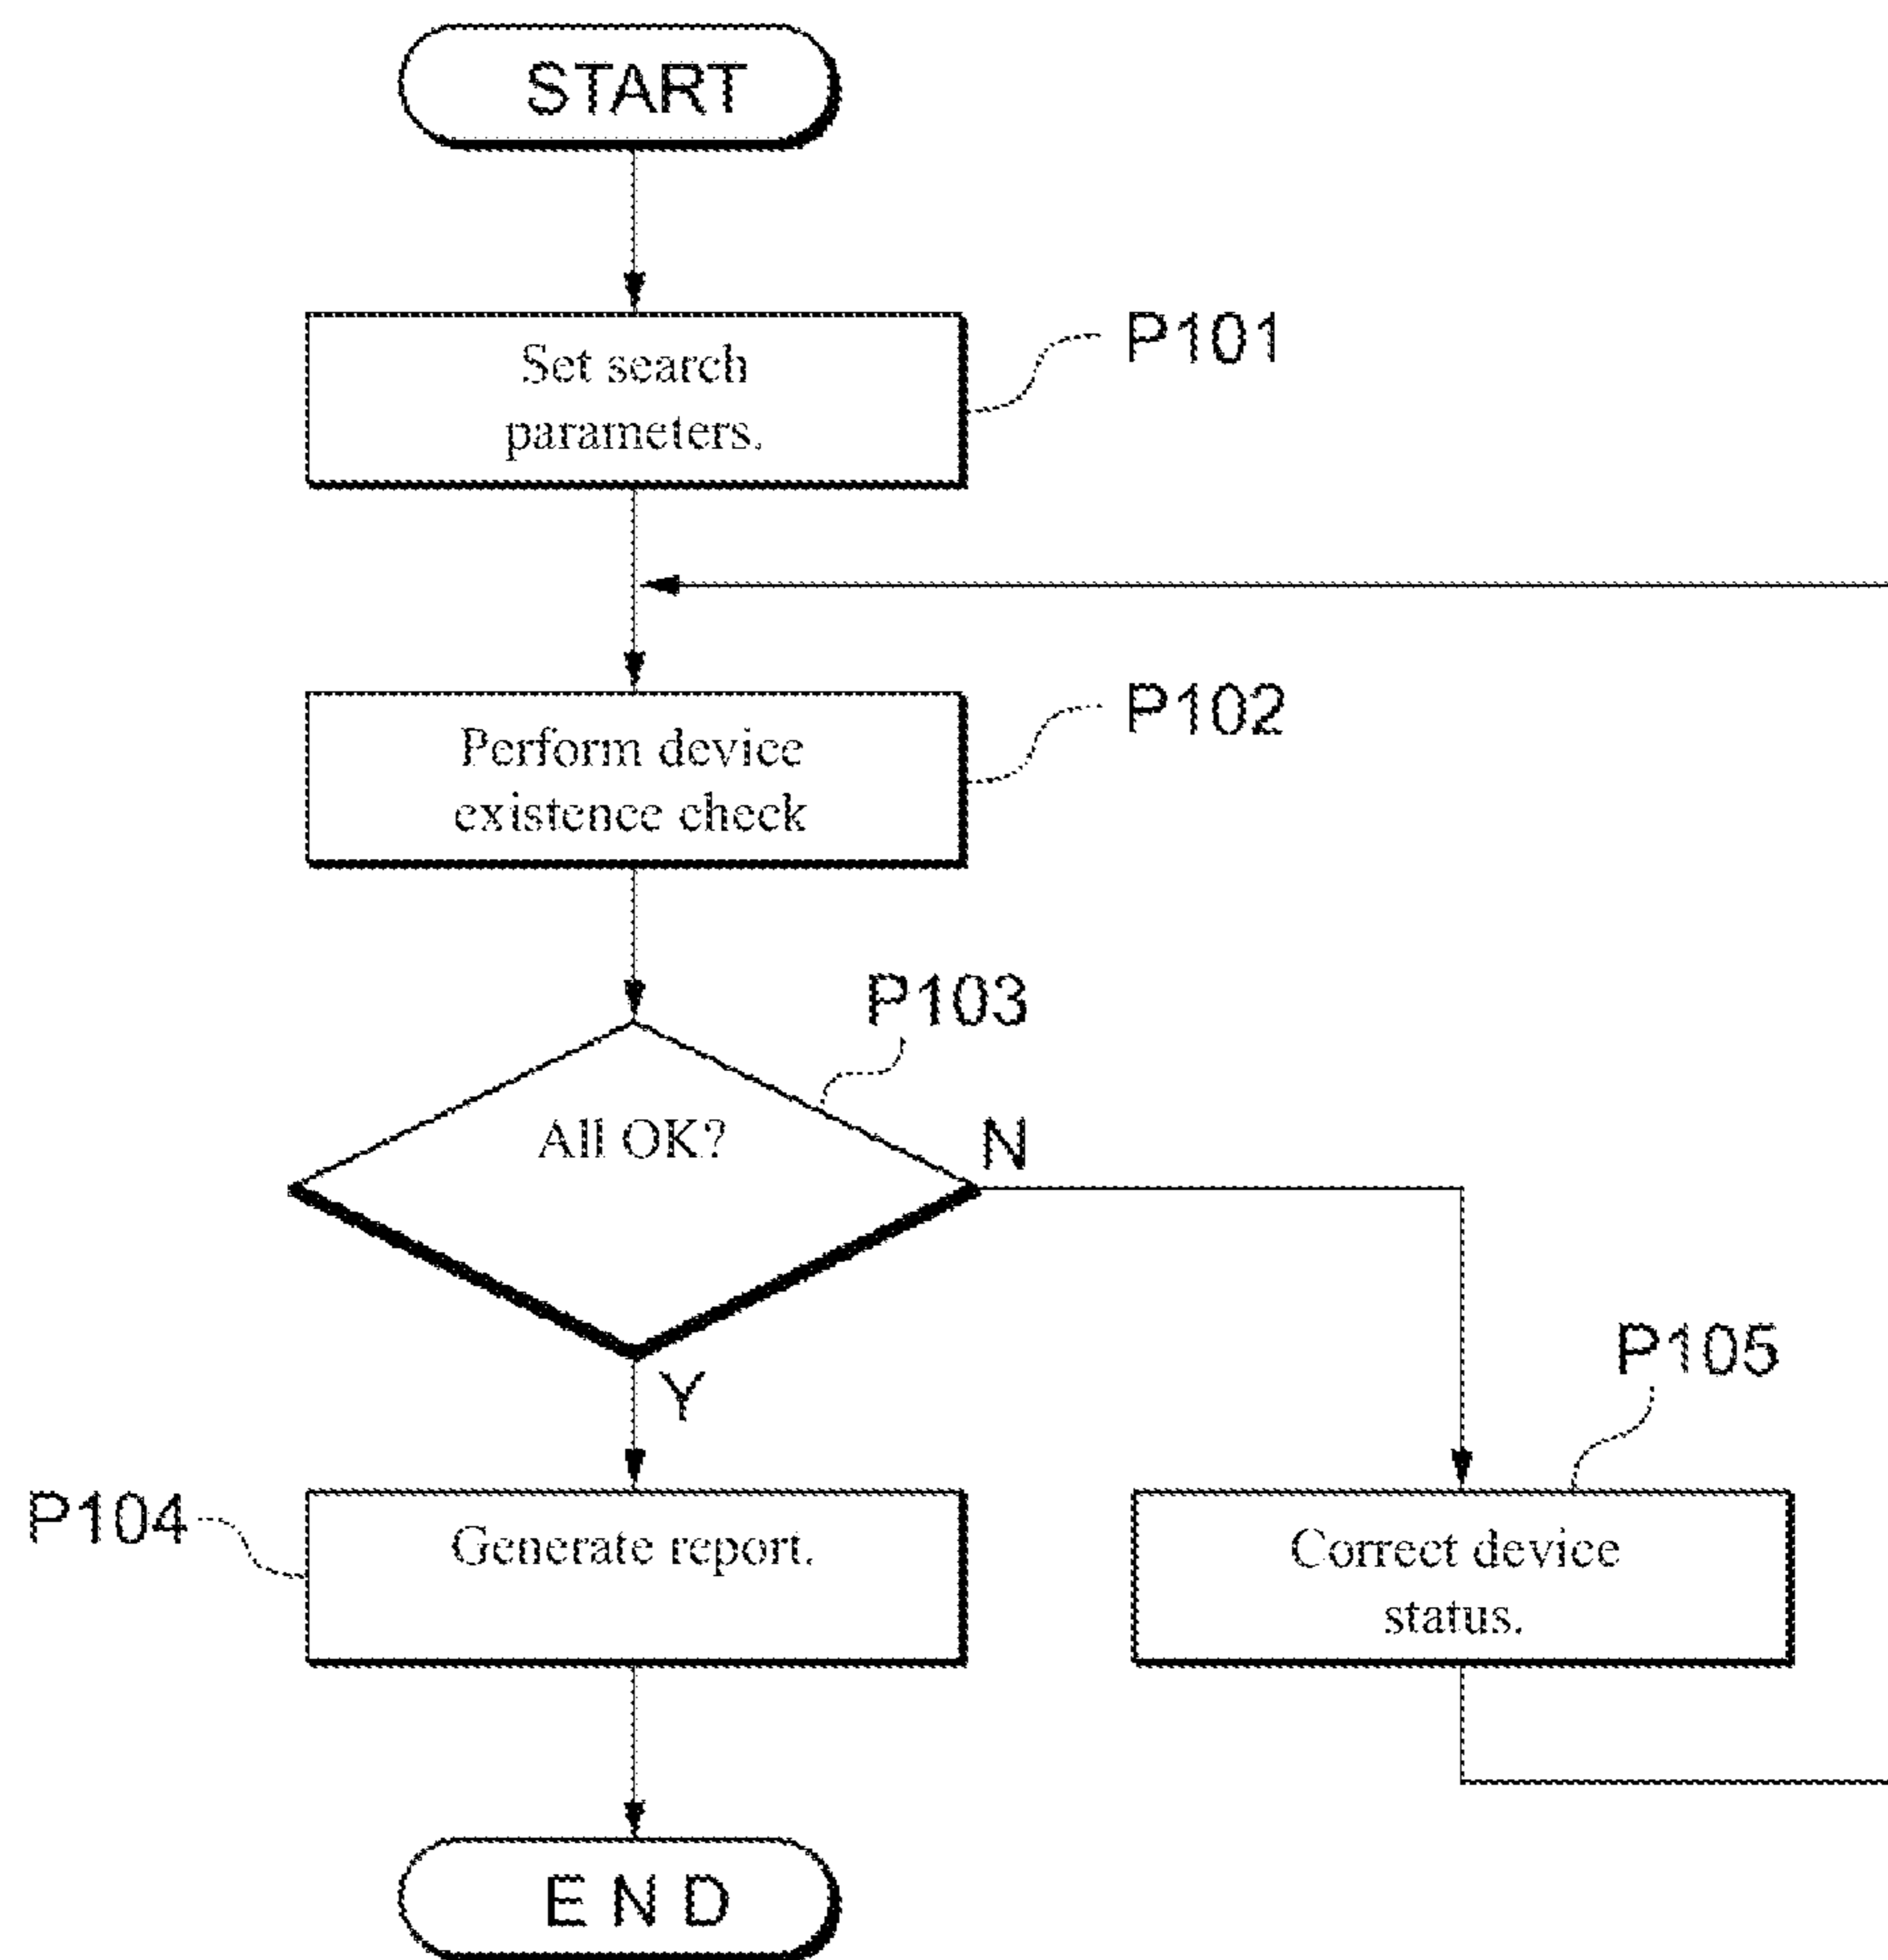 START
Set search
parameters.
P101
Perform device
existence check
P102
P103
All OK?
N
Y
P105
P104
Generate report.
Correct device
status.
E N D